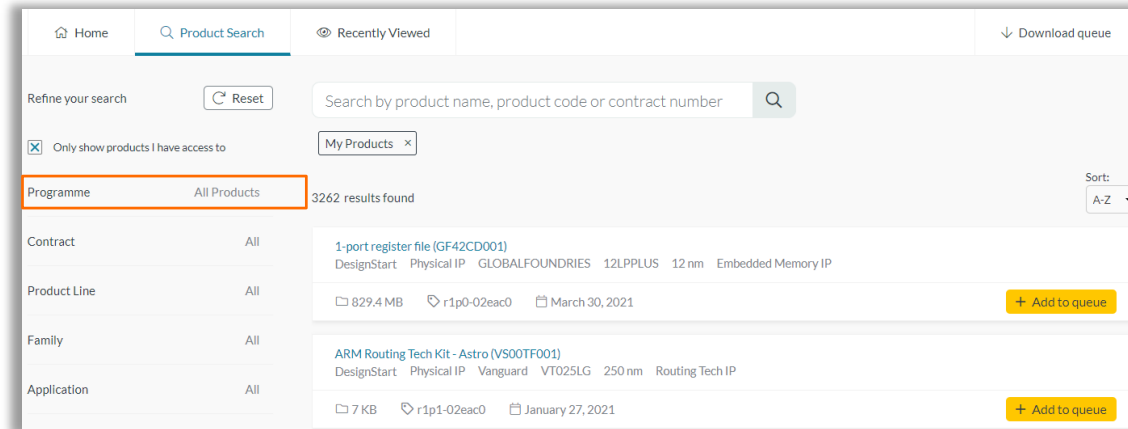 Home Product Search Recently Viewed Download queue
Refine your search Reset
Search by product name, product code or contract number
Only show products I have access to
My Products ×
Programme All Products
3262 results found
Sort:
A-Z
Contract All
1-port register file (GF42CD001)
DesignStart Physical IP GLOBALFOUNDRIES 12LPPLUS 12 nm Embedded Memory IP
Product Line All
829.4 MB r1p0-02eac0 March 30, 2021 + Add to queue
Family All
ARM Routing Tech Kit - Astro (VS00TF001)
DesignStart Physical IP Vanguard VT025LG 250 nm Routing Tech IP
Application All
7 KB r1p1-02eac0 January 27, 2021 + Add to queue